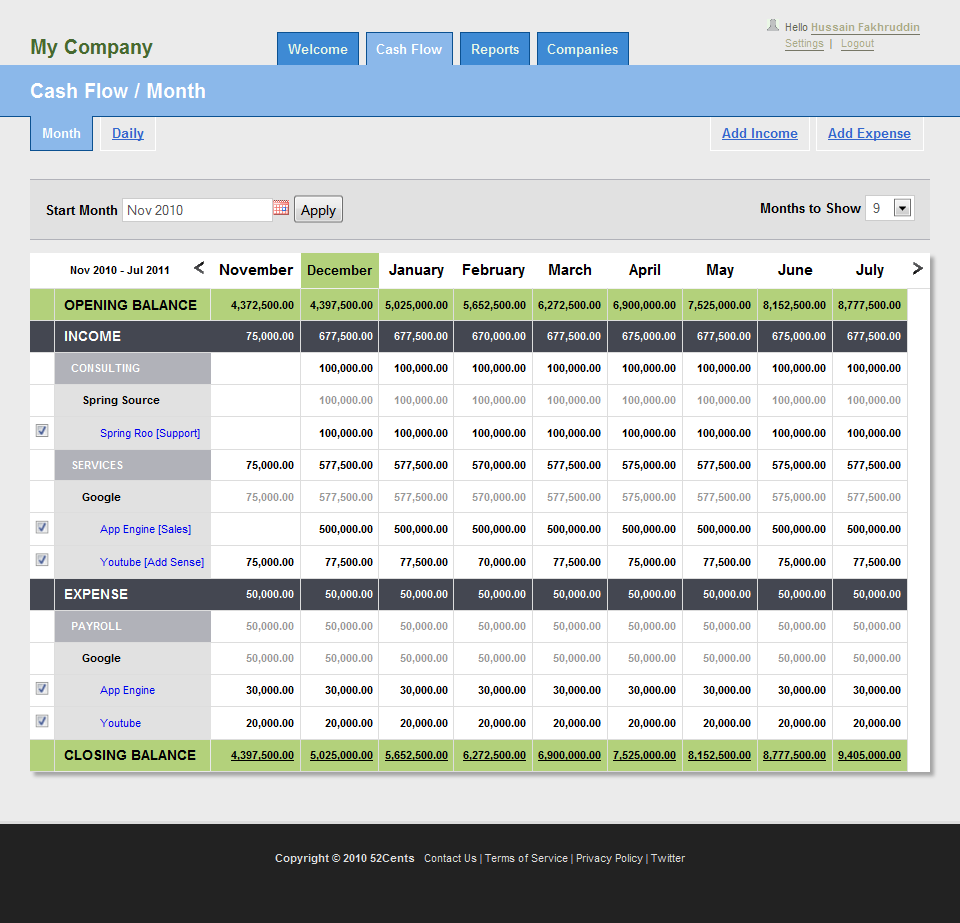 Hello Hussain Fakhruddin
Settings | Logout
My Company
Welcome Cash Flow Reports Companies
Cash Flow / Month
Month Daily Add Income Add Expense
Start Month Nov 2010 Apply Months to Show 9
Nov 2010 - Jul 2011 < November December January February March April May June July >
OPENING BALANCE 4,372,500.00 4,397,500.00 5,025,000.00 5,652,500.00 6,272,500.00 6,900,000.00 7,525,000.00 8,152,500.00 8,777,500.00
INCOME 75,000.00 677,500.00 677,500.00 670,000.00 677,500.00 675,000.00 677,500.00 675,000.00 677,500.00
CONSULTING 100,000.00 100,000.00 100,000.00 100,000.00 100,000.00 100,000.00 100,000.00 100,000.00
Spring Source 100,000.00 100,000.00 100,000.00 100,000.00 100,000.00 100,000.00 100,000.00 100,000.00
Spring Roo [Support] 100,000.00 100,000.00 100,000.00 100,000.00 100,000.00 100,000.00 100,000.00 100,000.00
SERVICES 75,000.00 577,500.00 577,500.00 570,000.00 577,500.00 575,000.00 577,500.00 575,000.00 577,500.00
Google 75,000.00 577,500.00 577,500.00 570,000.00 577,500.00 575,000.00 577,500.00 575,000.00 577,500.00
App Engine [Sales] 500,000.00 500,000.00 500,000.00 500,000.00 500,000.00 500,000.00 500,000.00 500,000.00
Youtube [Add Sense] 75,000.00 77,500.00 77,500.00 70,000.00 77,500.00 75,000.00 77,500.00 75,000.00 77,500.00
EXPENSE 50,000.00 50,000.00 50,000.00 50,000.00 50,000.00 50,000.00 50,000.00 50,000.00 50,000.00
PAYROLL 50,000.00 50,000.00 50,000.00 50,000.00 50,000.00 50,000.00 50,000.00 50,000.00 50,000.00
Google 50,000.00 50,000.00 50,000.00 50,000.00 50,000.00 50,000.00 50,000.00 50,000.00 50,000.00
App Engine 30,000.00 30,000.00 30,000.00 30,000.00 30,000.00 30,000.00 30,000.00 30,000.00 30,000.00
Youtube 20,000.00 20,000.00 20,000.00 20,000.00 20,000.00 20,000.00 20,000.00 20,000.00 20,000.00
CLOSING BALANCE 4,397,500.00 5,025,000.00 5,652,500.00 6,272,500.00 6,900,000.00 7,525,000.00 8,152,500.00 8,777,500.00 9,405,000.00
Copyright © 2010 52Cents Contact Us | Terms of Service | Privacy Policy | Twitter